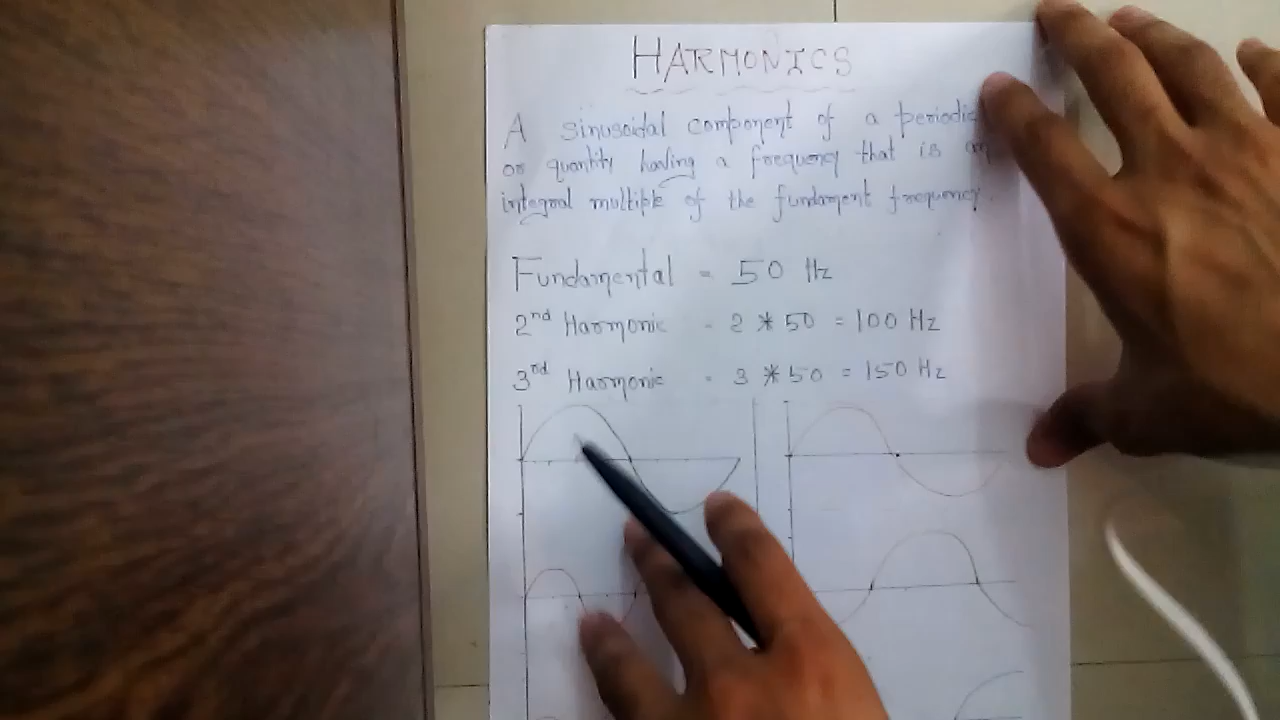 HARMONICS
A sinusoidal component of a periodic
or quantity having a frequency that is an
integral multiple of the fundament frequency.
Fundamental = 50 Hz
2nd Harmonic = 2 * 50 = 100 Hz
3rd Harmonic = 3 * 50 = 150 Hz